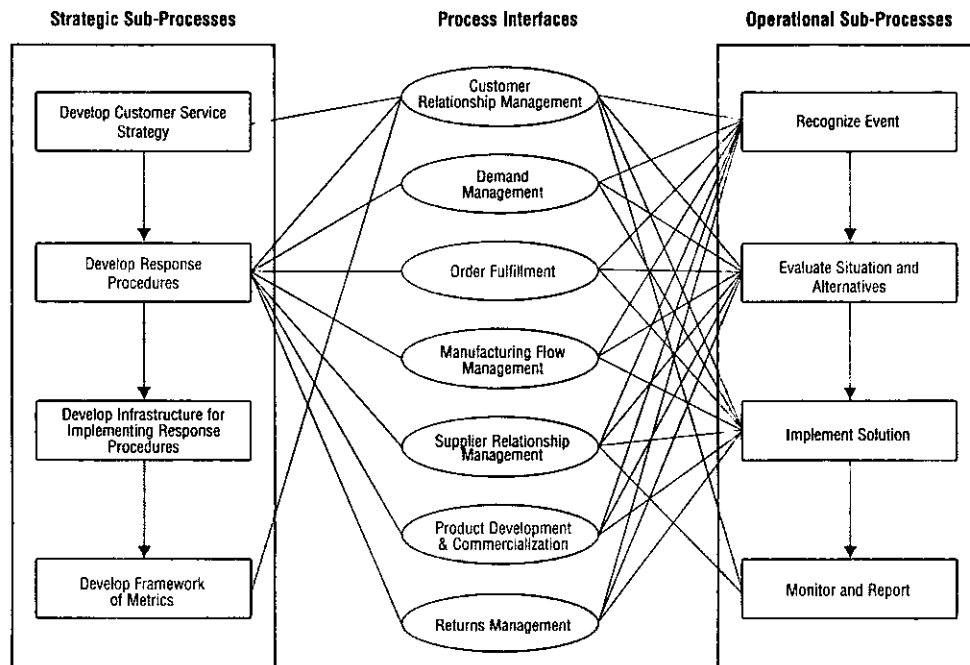 Strategic Sub-Processes
Process Interfaces
Operational Sub-Processes
Develop Customer Service
Strategy
Develop Response
Procedures
Develop Infrastructure for
Implementing Response
Procedures
Develop Framework
of Metrics
Customer
Relationship Management
Demand
Management
Order Fulfillment
Manufacturing Flow
Management
Supplier Relationship
Management
Product Development
& Commercialization
Returns Management
Recognize Event
Evaluate Situation and
Alternatives
Implement Solution
Monitor and Report